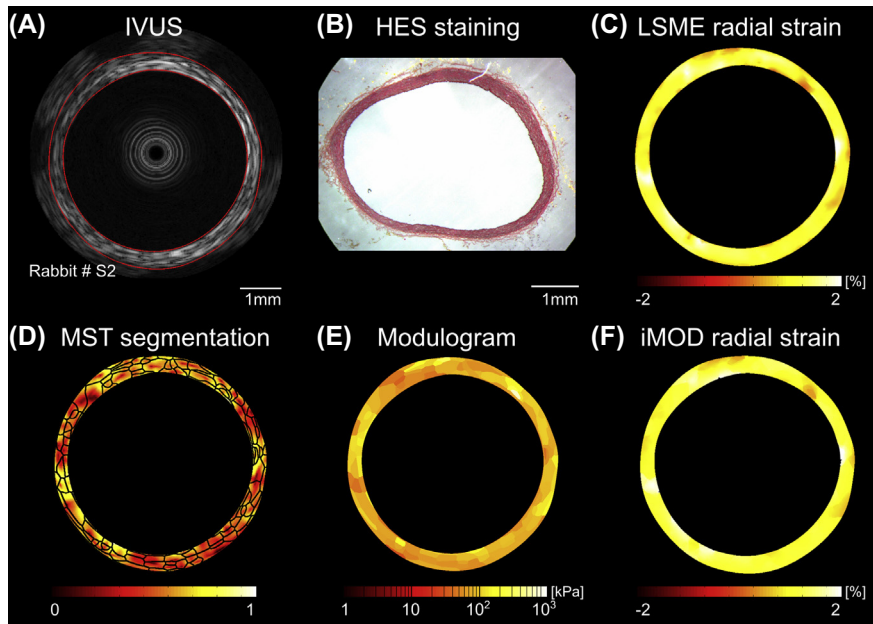 (A) IVUS
(B) HES staining
(C) LSME radial strain
Rabbit # S2
1mm
1mm
[%]
-2 2
(D) MST segmentation
(E) Modulogram
(F) iMOD radial strain
0 1
[kPa]
1 10 10² 10³
[%]
-2 2